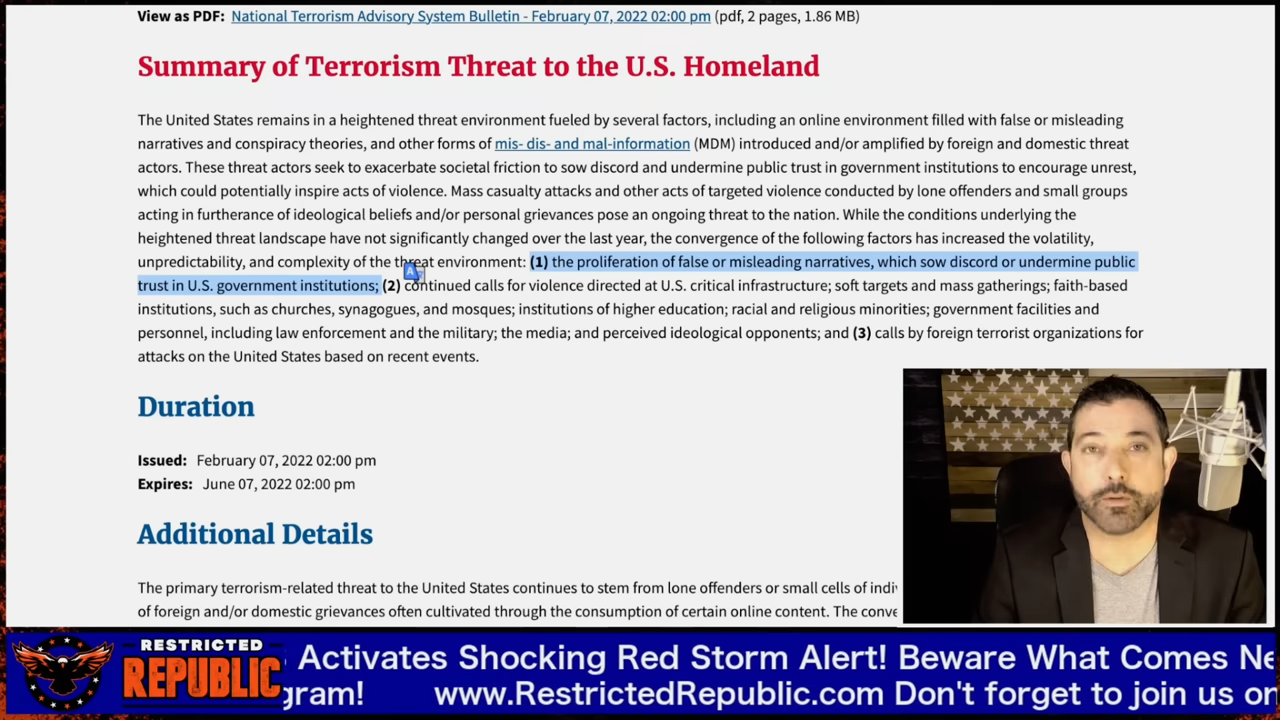 View as PDF: National Terrorism Advisory System Bulletin - February 07, 2022 02:00 pm (pdf, 2 pages, 1.86 MB)
Summary of Terrorism Threat to the U.S. Homeland
The United States remains in a heightened threat environment fueled by several factors, including an online environment filled with false or misleading
narratives and conspiracy theories, and other forms of mis- dis- and mal-information (MDM) introduced and/or amplified by foreign and domestic threat
actors. These threat actors seek to exacerbate societal friction to sow discord and undermine public trust in government institutions to encourage unrest,
which could potentially inspire acts of violence. Mass casualty attacks and other acts of targeted violence conducted by lone offenders and small groups
acting in furtherance of ideological beliefs and/or personal grievances pose an ongoing threat to the nation. While the conditions underlying the
heightened threat landscape have not significantly changed over the last year, the convergence of the following factors has increased the volatility,
unpredictability, and complexity of the threat environment: (1) the proliferation of false or misleading narratives, which sow discord or undermine public
trust in U.S. government institutions; (2) continued calls for violence directed at U.S. critical infrastructure; soft targets and mass gatherings; faith-based
institutions, such as churches, synagogues, and mosques; institutions of higher education; racial and religious minorities; government facilities and
personnel, including law enforcement and the military; the media; and perceived ideological opponents; and (3) calls by foreign terrorist organizations for
attacks on the United States based on recent events.
Duration
Issued: February 07, 2022 02:00 pm
Expires: June 07, 2022 02:00 pm
Additional Details
The primary terrorism-related threat to the United States continues to stem from lone offenders or small cells of indiv
of foreign and/or domestic grievances often cultivated through the consumption of certain online content. The conve
RESTRICTED
REPUBLIC
Activates Shocking Red Storm Alert! Beware What Comes Ne
gram! www.RestrictedRepublic.com Don't forget to join us on